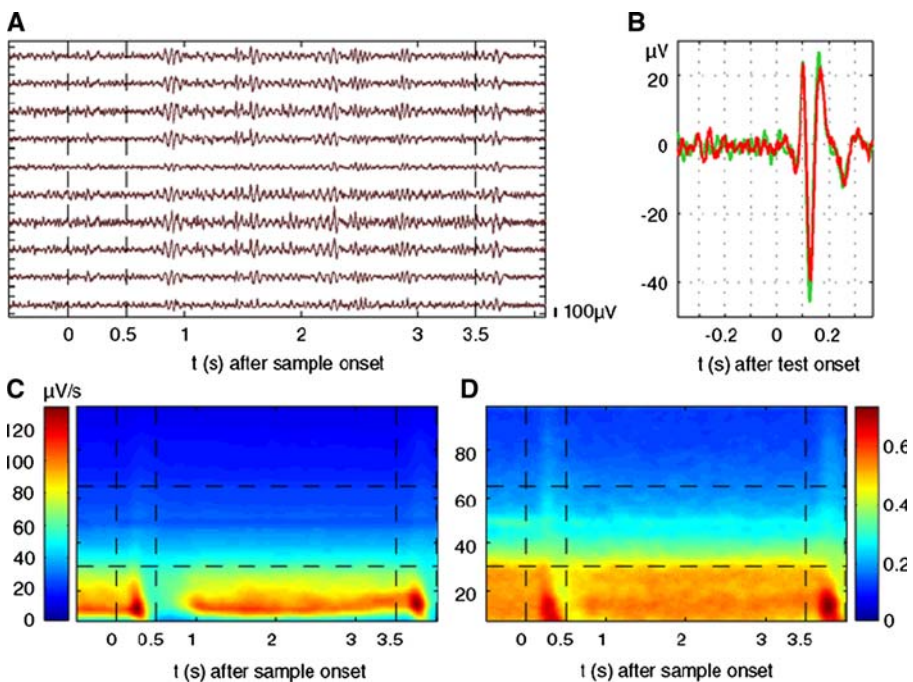 A
0 0.5 1 2 3 3.5
100µV
t (s) after sample onset
B
µV
20
0
-20
-40
-0.2 0 0.2
t (s) after test onset
C
µV/s
120
100
80
60
40
20
0
0 0.5 1 2 3 3.5
t (s) after sample onset
D
80
60
40
20
0 0.5 1 2 3 3.5
0.6
0.4
0.2
0
t (s) after sample onset